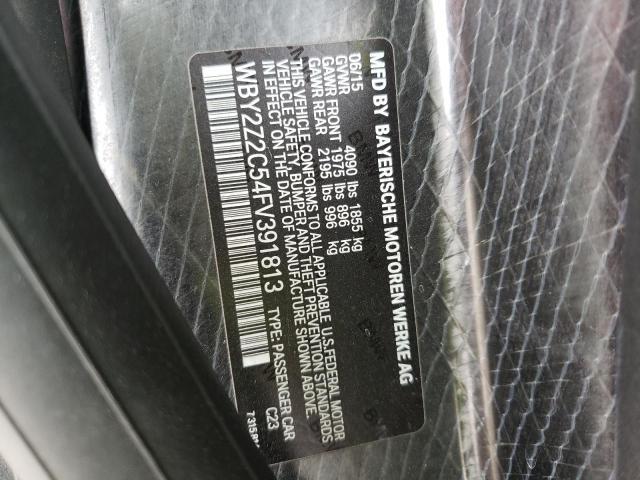 MFD BY BAYERISCHE MOTOREN WERKE AG
06/15
GVWR 4090 lbs 1855 kg
GAWR FRONT 1975 lbs 896 kg
GAWR REAR 2195 lbs 996 kg
THIS VEHICLE CONFORMS TO ALL APPLICABLE U.S.FEDERAL MOTOR
VEHICLE SAFETY, BUMPER AND THEFT PREVENTION STANDARDS
IN EFFECT ON THE DATE OF MANUFACTURE SHOWN ABOVE.
WBY2Z2C54FV391813 TYPE: PASSENGER CAR
C23